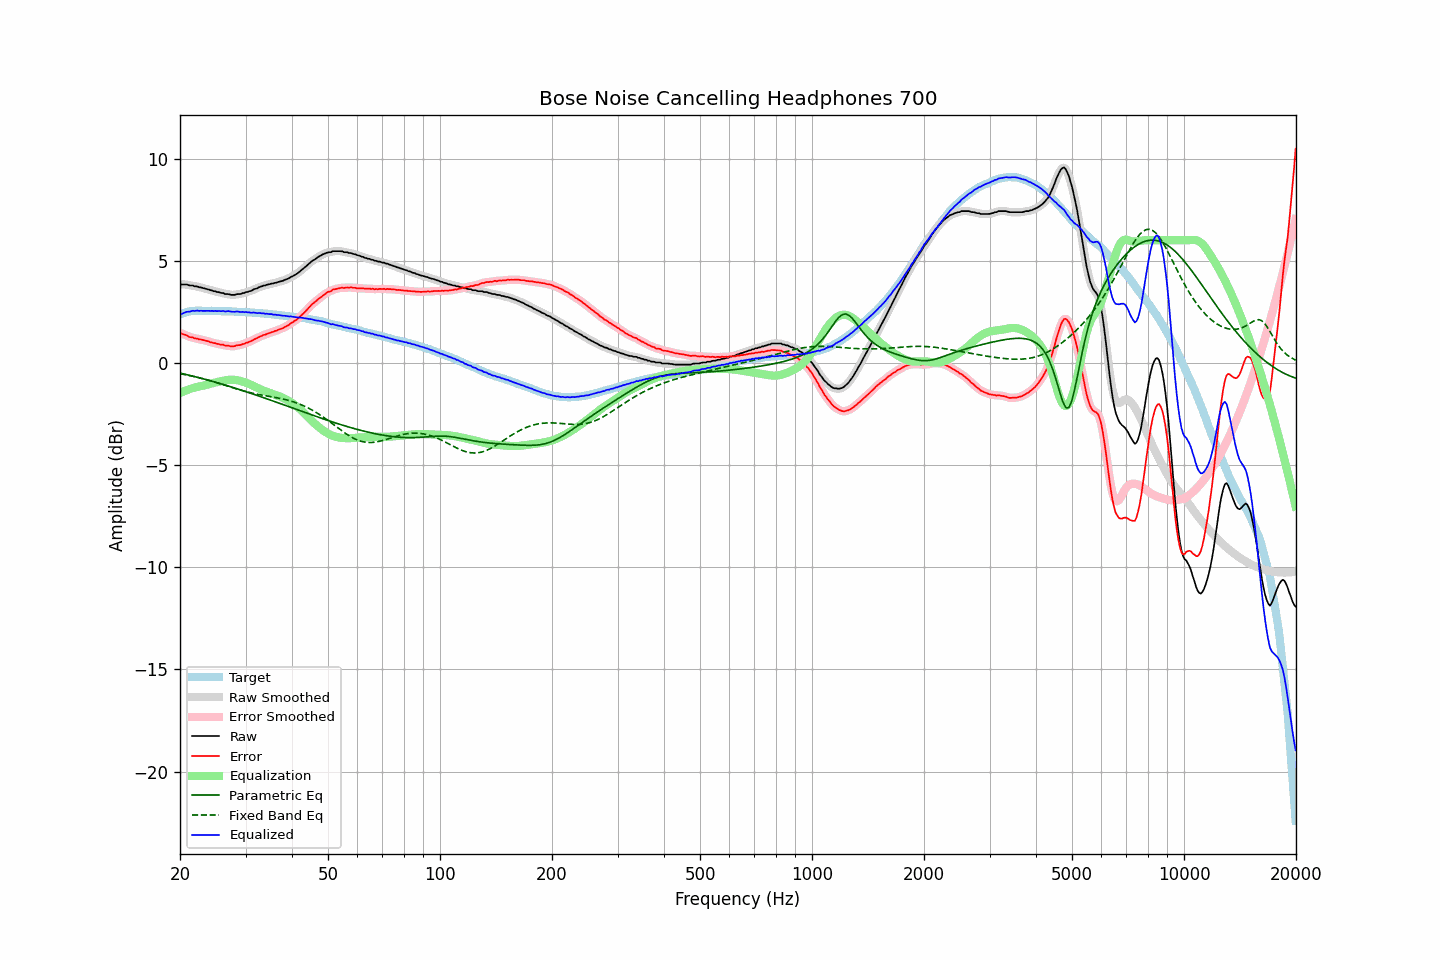 Bose Noise Cancelling Headphones 700
Amplitude (dBr)
10
5
0
−5
−10
−15
−20
Target
Raw Smoothed
Error Smoothed
Raw
Error
Equalization
Parametric Eq
Fixed Band Eq
Equalized
20 50 100 200 500 1000 2000 5000 10000 20000
Frequency (Hz)